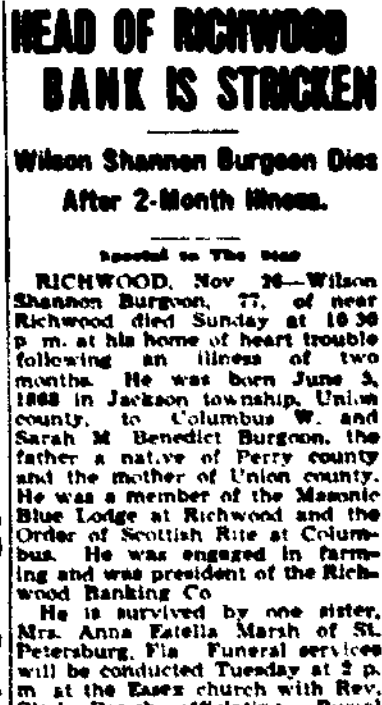 HEAD OF RICHWOOD
BANK IS STRICKEN
Wilson Shannon Burgoon Dies
After 2-Month Illness.
Special to The Star
RICHWOOD, Nov 26—Wilson
Shannon Burgoon, 77, of near
Richwood died Sunday at 10 30
p m. at his home of heart trouble
following an illness of two
months. He was born June 3,
1868 in Jackson township, Union
county, to Columbus W. and
Sarah M Benedict Burgoon, the
father a native of Perry county
and the mother of Union county.
He was a member of the Masonic
Blue Lodge at Richwood and the
Order of Scottish Rite at Colum-
bus. He was engaged in farm-
ing and was president of the Rich-
wood Banking Co
He is survived by one sister,
Mrs. Anna Estella Marsh of St.
Petersburg, Fla Funeral services
will be conducted Tuesday at 2 p.
m at the Essex church with Rev.